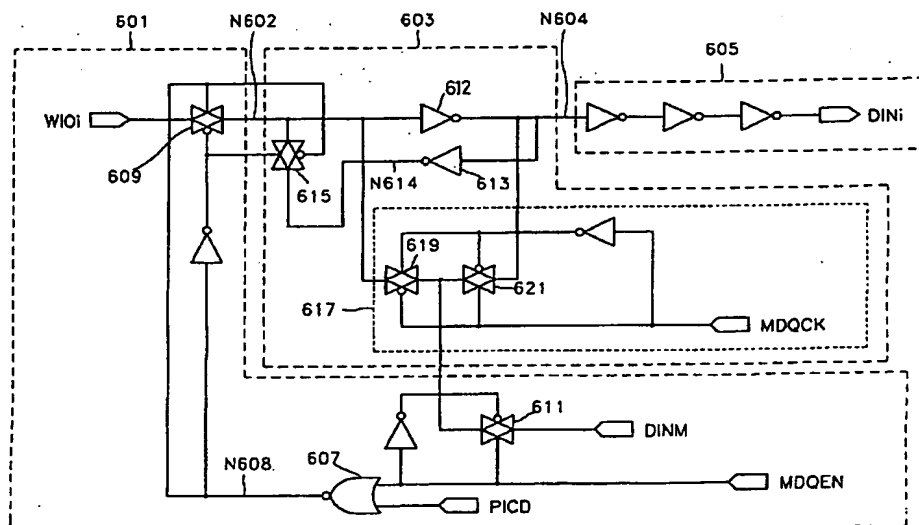 601
N602
603
N604
605
612
WIOi
DINi
609
615
N614
613
619
621
617
MDQCK
611
DINM
N608
607
MDQEN
PICD